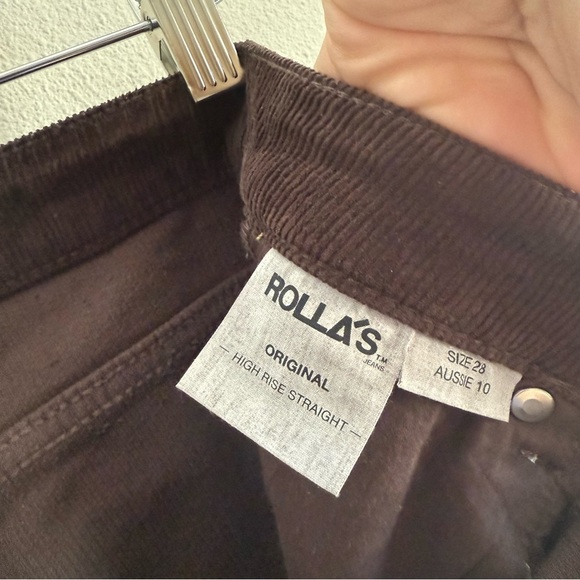 ROLLA'S T.M.
JEANS
ORIGINAL
- HIGH RISE STRAIGHT -
SIZE 28
AUSSIE 10